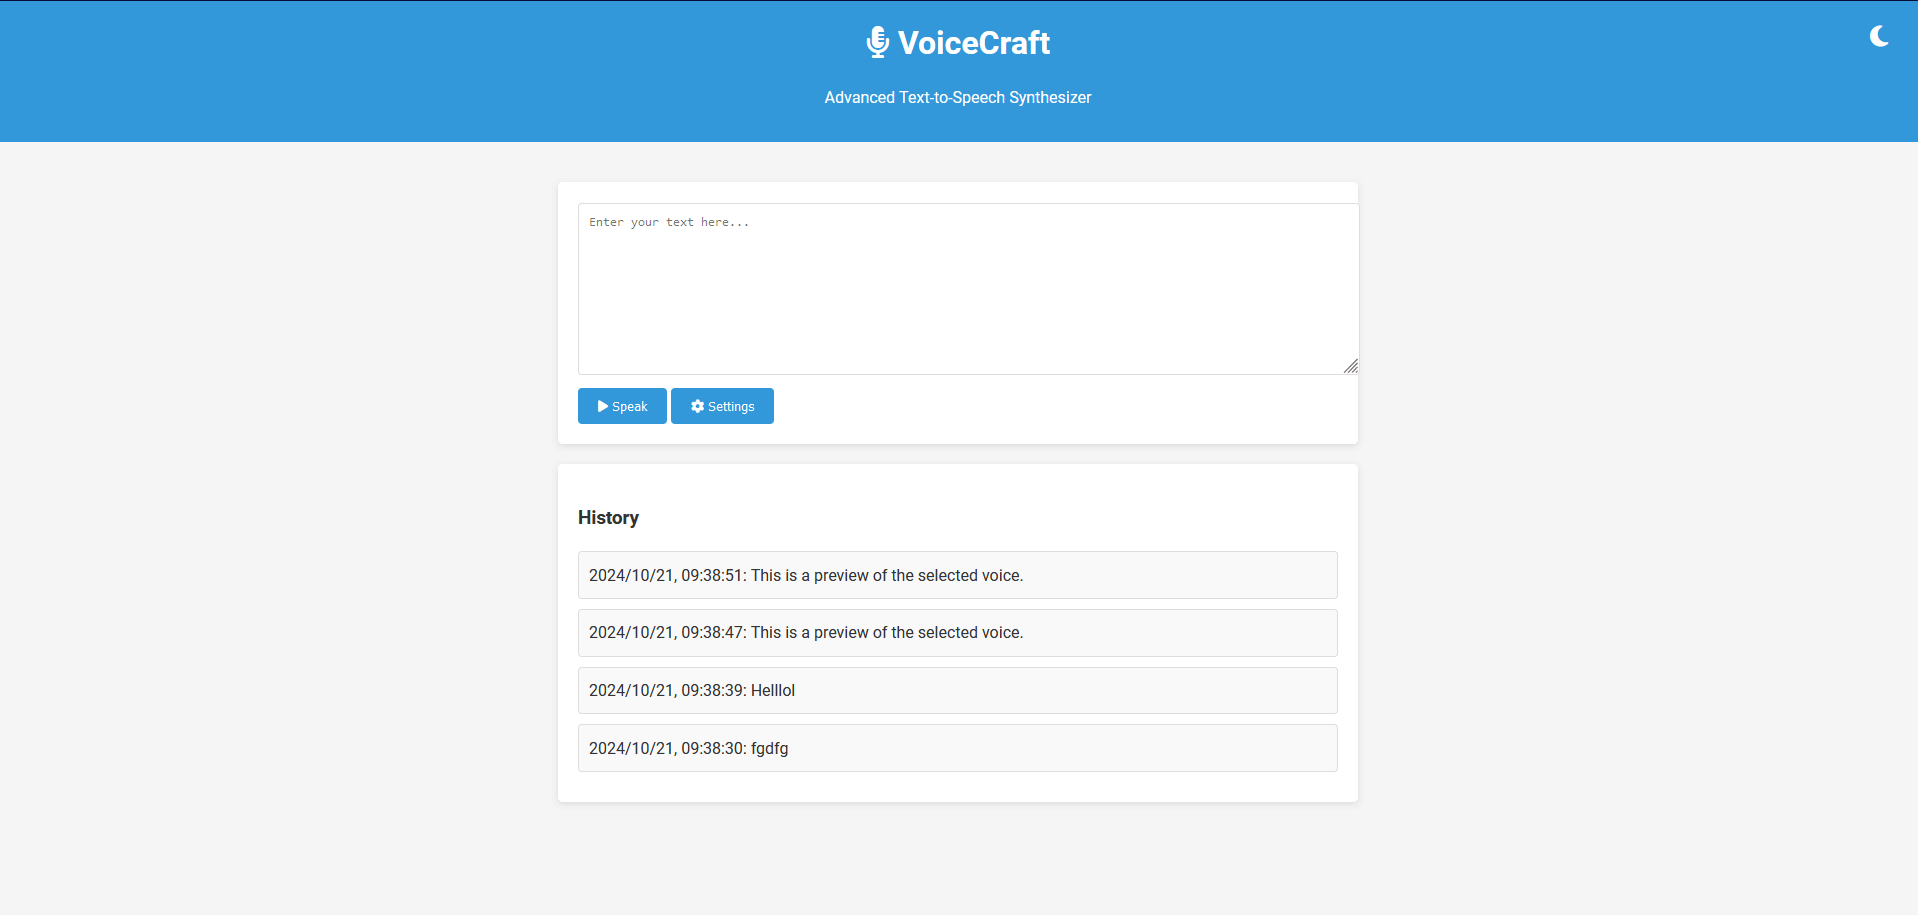 VoiceCraft
Advanced Text-to-Speech Synthesizer
Enter your text here...
Speak
Settings
History
2024/10/21, 09:38:51: This is a preview of the selected voice.
2024/10/21, 09:38:47: This is a preview of the selected voice.
2024/10/21, 09:38:39: Helllol
2024/10/21, 09:38:30: fgdfg